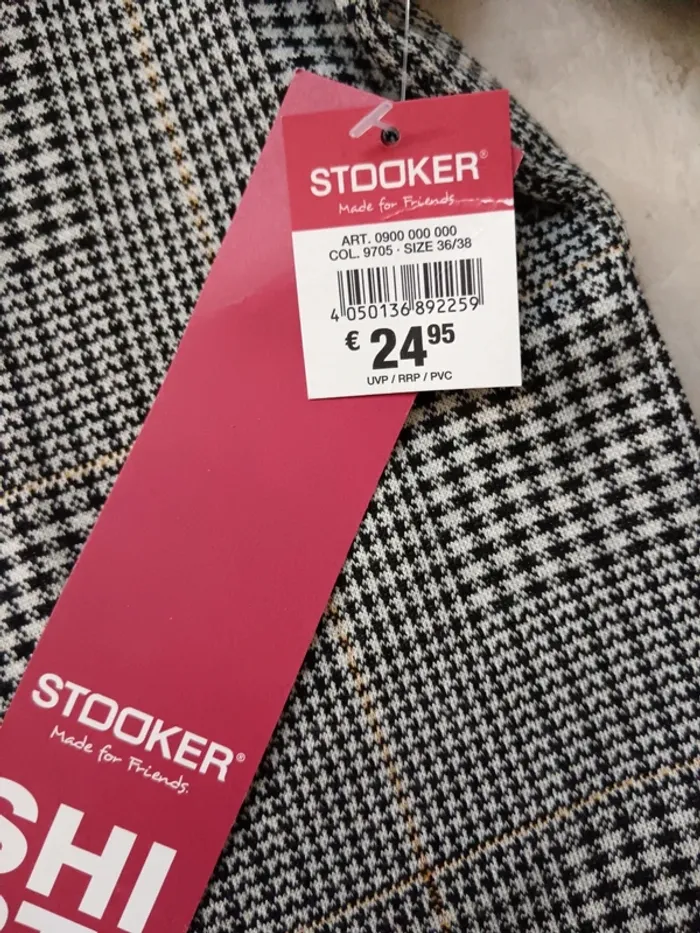 STOOKER®
Made for Friends
ART. 0900 000 000
COL. 9705 · SIZE 36/38
4 050136 892259
€ 24 95
UVP / RRP / PVC
STOOKER®
Made for Friends.
SHI